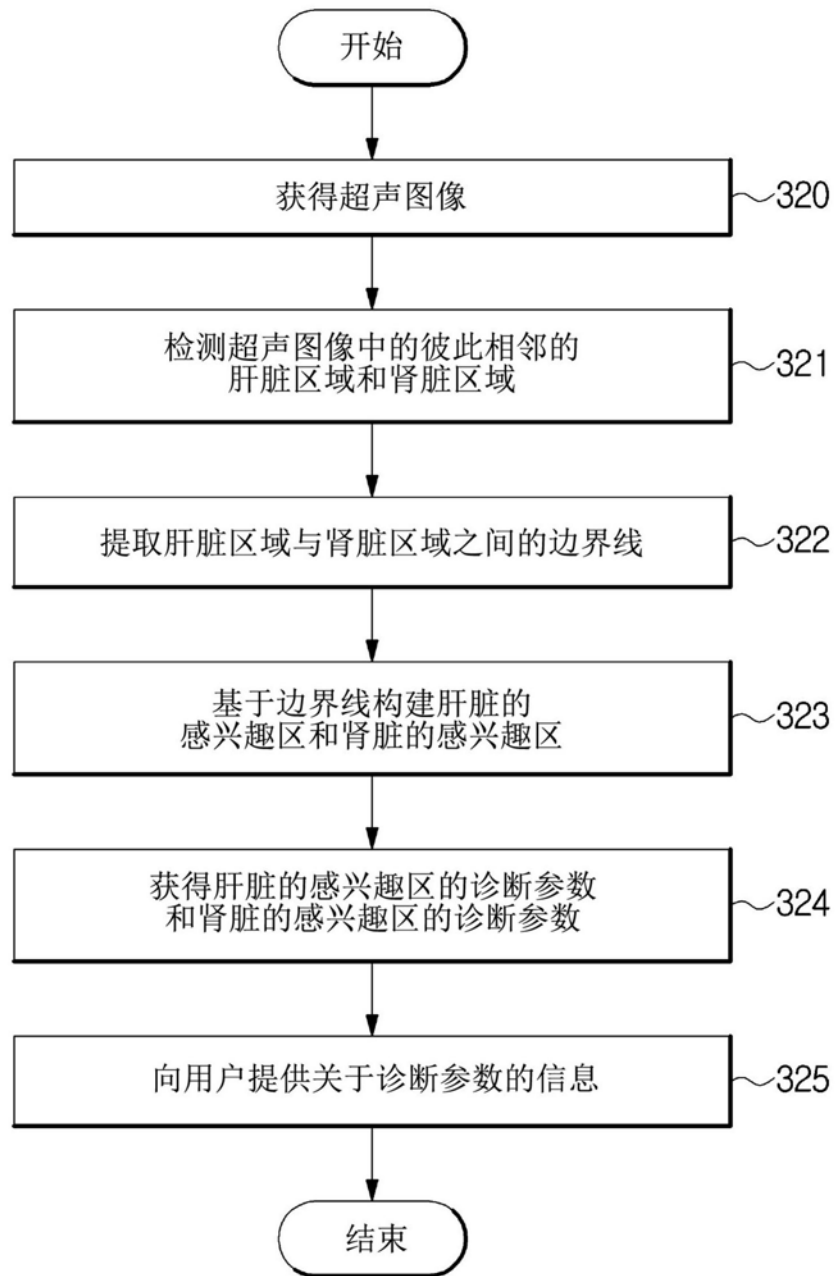 开始
获得超声图像
320
检测超声图像中的彼此相邻的
肝脏区域和肾脏区域
321
提取肝脏区域与肾脏区域之间的边界线
322
基于边界线构建肝脏的
感兴趣区和肾脏的感兴趣区
323
获得肝脏的感兴趣区的诊断参数
和肾脏的感兴趣区的诊断参数
324
向用户提供关于诊断参数的信息
325
结束